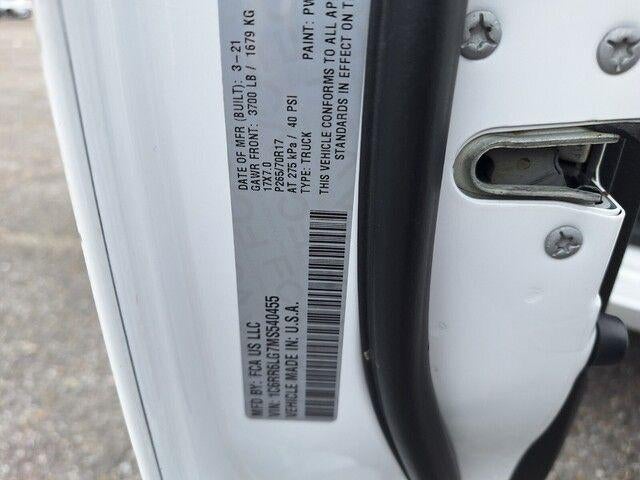 MFD BY: FCA US LLC
DATE OF MFR (BUILT): 3-21
GAWR FRONT: 3700 LB / 1679 KG
17X7.0
P265/70R17
AT 275 kPa / 40 PSI
TYPE: TRUCK
PAINT: PW
THIS VEHICLE CONFORMS TO ALL AP
STANDARDS IN EFFECT ON T
VIN: 1C6RR6LG7MS540455
VEHICLE MADE IN: U.S.A.